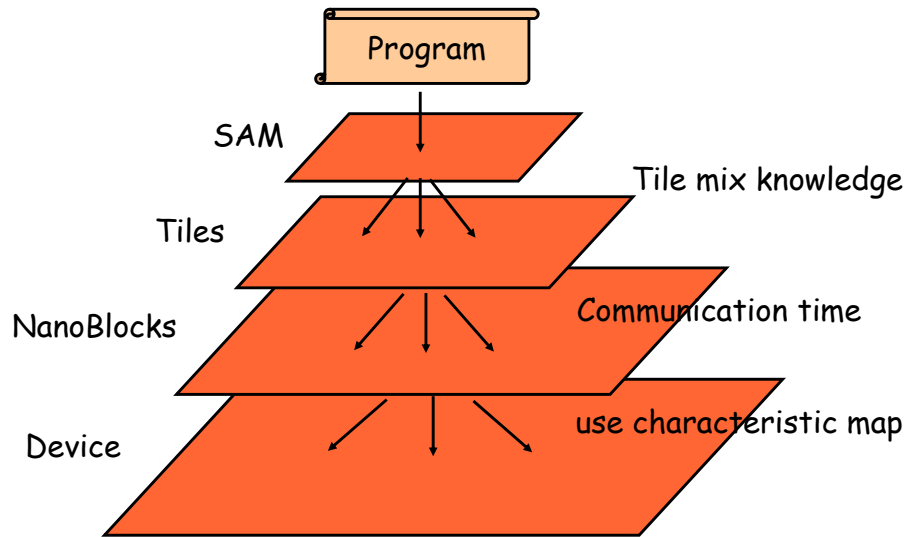 Program
SAM
Tile mix knowledge
Tiles
Communication time
NanoBlocks
use characteristic map
Device